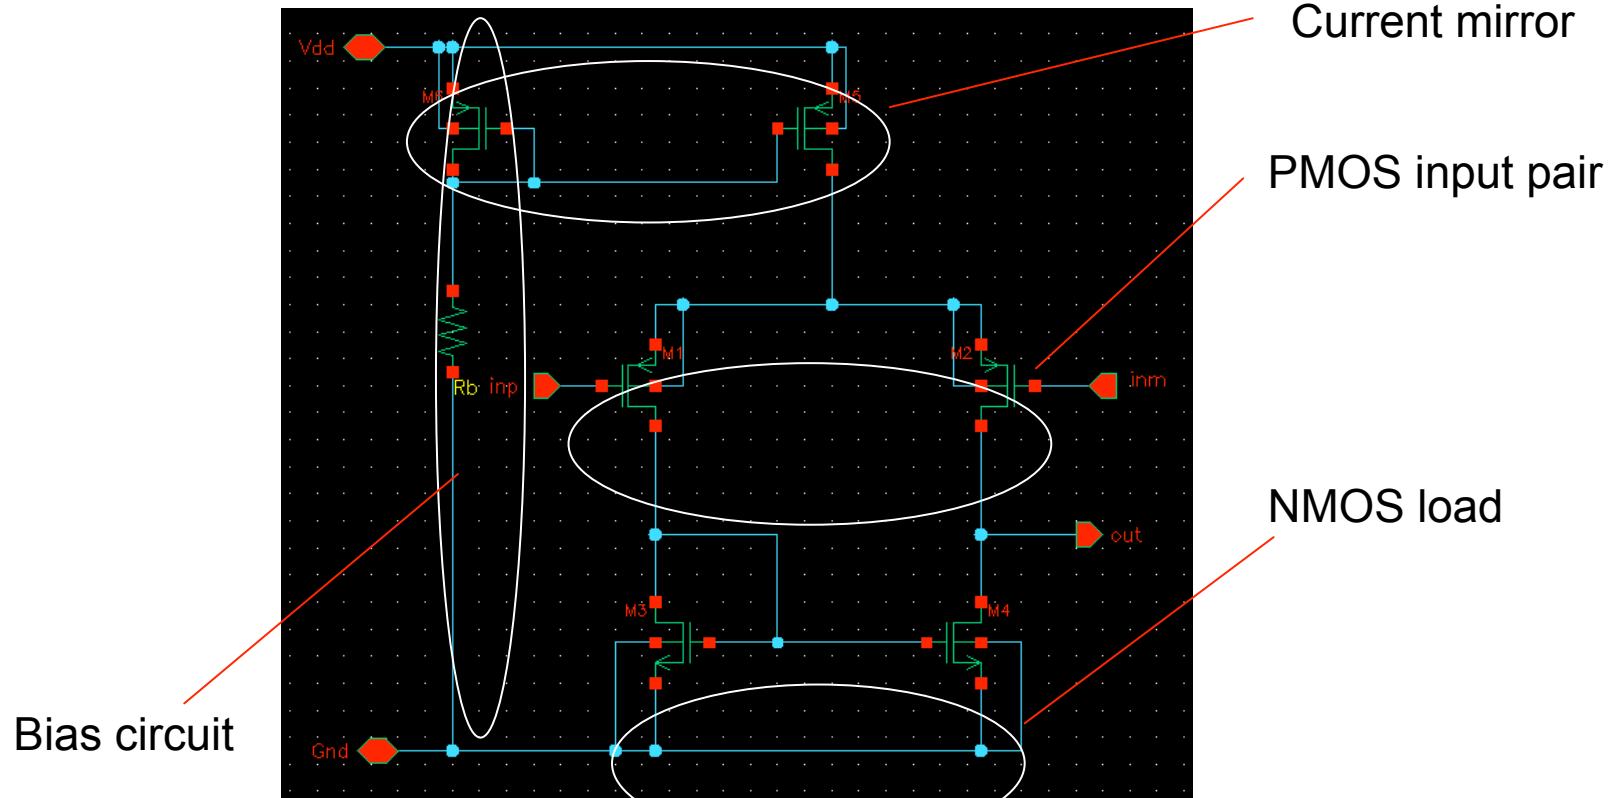 Current mirror
Vdd
M6
M5
PMOS input pair
M1
M2
Rb
inp
inm
NMOS load
out
M3
M4
Bias circuit
Gnd